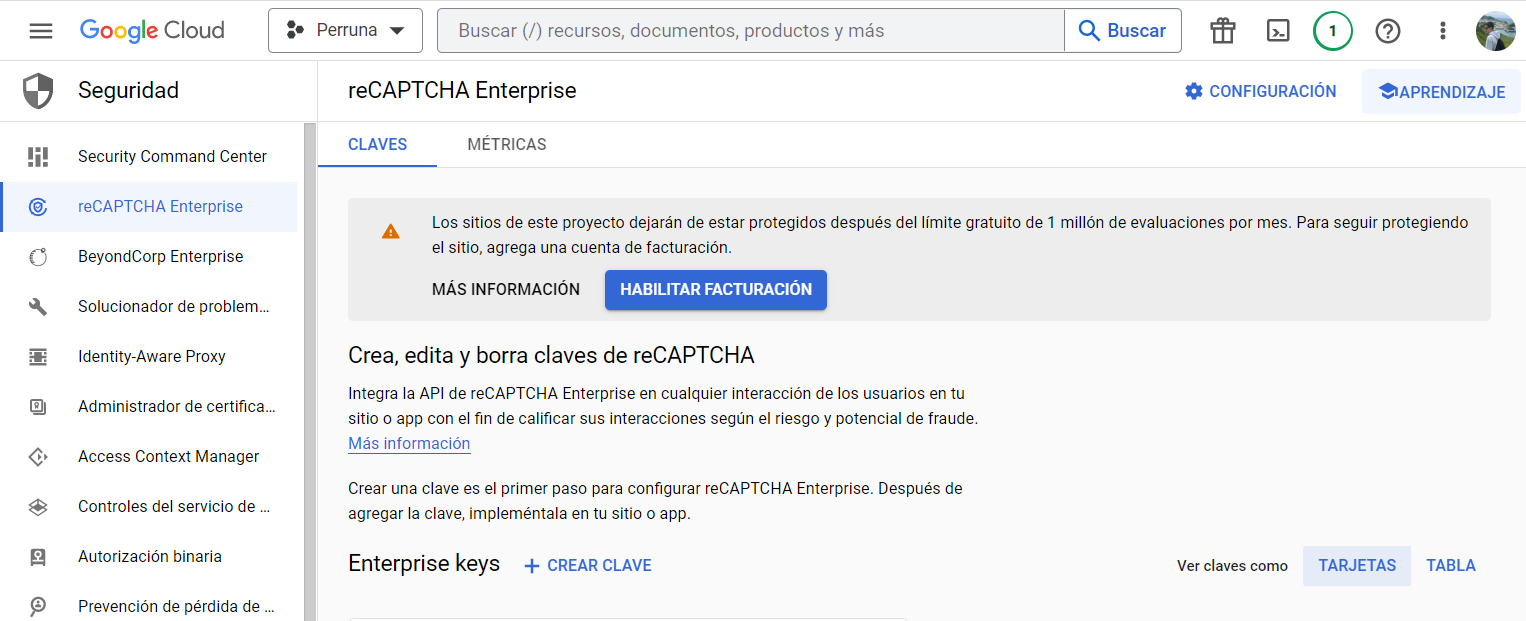 Google Cloud
Perruna
Buscar (/) recursos, documentos, productos y más
Buscar
1
Seguridad
reCAPTCHA Enterprise
CONFIGURACIÓN
APRENDIZAJE
Security Command Center
reCAPTCHA Enterprise
BeyondCorp Enterprise
Solucionador de problem...
Identity-Aware Proxy
Administrador de certifica...
Access Context Manager
Controles del servicio de ...
Autorización binaria
Prevención de pérdida de ...
CLAVES
MÉTRICAS
Los sitios de este proyecto dejarán de estar protegidos después del límite gratuito de 1 millón de evaluaciones por mes. Para seguir protegiendo
el sitio, agrega una cuenta de facturación.
MÁS INFORMACIÓN
HABILITAR FACTURACIÓN
Crea, edita y borra claves de reCAPTCHA
Integra la API de reCAPTCHA Enterprise en cualquier interacción de los usuarios en tu
sitio o app con el fin de calificar sus interacciones según el riesgo y potencial de fraude.
Más información
Crear una clave es el primer paso para configurar reCAPTCHA Enterprise. Después de
agregar la clave, impleméntala en tu sitio o app.
Enterprise keys
CREAR CLAVE
Ver claves como
TARJETAS
TABLA